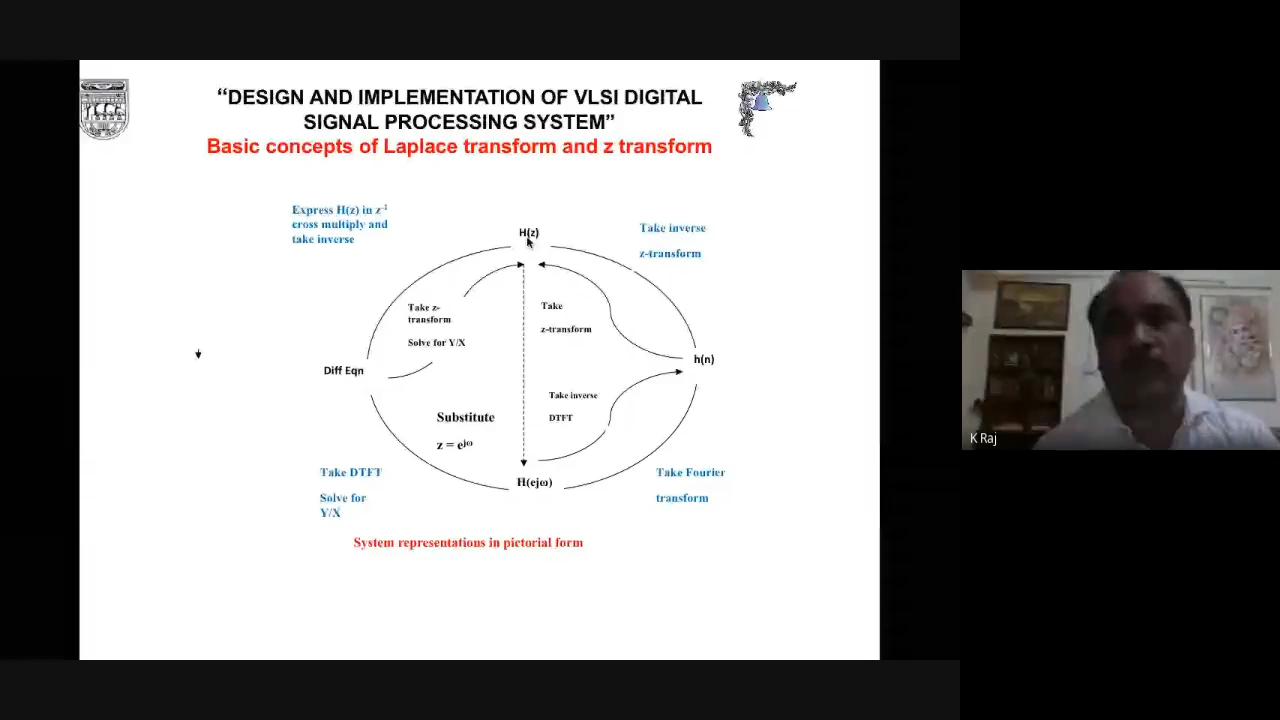 “DESIGN AND IMPLEMENTATION OF VLSI DIGITAL
SIGNAL PROCESSING SYSTEM”
Basic concepts of Laplace transform and z transform
Express H(z) in z⁻¹
cross multiply and
take inverse
H(z)
Take inverse
z-transform
Take z-
transform
Solve for Y/X
Take
z-transform
Diff Eqn
h(n)
Substitute
z = eʲω
Take inverse
DTFT
Take DTFT
Solve for
Y/X
H(ejω)
Take Fourier
transform
System representations in pictorial form
K Raj